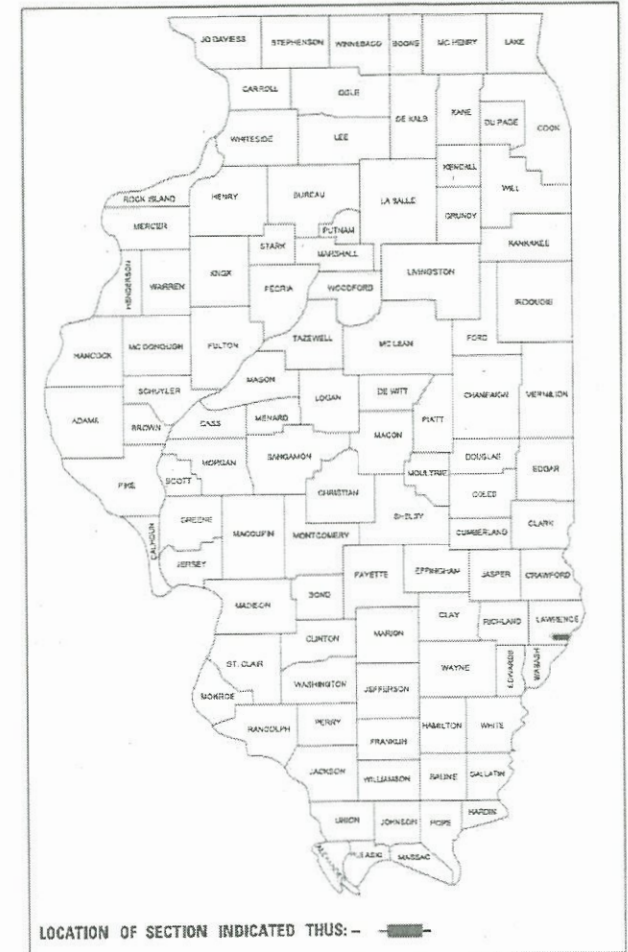 JO DAVIESS STEPHENSON WINNEBAGO BOONE MC HENRY LAKE
CARROLL OGLE DE KALB KANE DU PAGE COOK
WHITESIDE LEE KENDALL WILL
ROCK ISLAND HENRY BUREAU LA SALLE GRUNDY
MERCER STARK PUTNAM MARSHALL KANKAKEE
HENDERSON WARREN KNOX PEORIA WOODFORD LIVINGSTON IROQUOIS
HANCOCK MC DONOUGH FULTON TAZEWELL MC LEAN FORD
SCHUYLER MASON LOGAN DE WITT CHAMPAIGN VERMILION
ADAMS BROWN CASS MENARD MACON PIATT
PIKE SCOTT MORGAN SANGAMON CHRISTIAN MOULTRIE DOUGLAS COLES EDGAR
CALHOUN GREENE JERSEY MACOUPIN MONTGOMERY SHELBY CUMBERLAND CLARK
MADISON BOND FAYETTE EFFINGHAM JASPER CRAWFORD
CLINTON MARION CLAY RICHLAND LAWRENCE
ST. CLAIR WASHINGTON JEFFERSON WAYNE EDWARDS WABASH
MONROE RANDOLPH PERRY FRANKLIN HAMILTON WHITE
JACKSON WILLIAMSON SALINE GALLATIN
UNION JOHNSON POPE HARDIN
PULASKI MASSAC
LOCATION OF SECTION INDICATED THUS: -